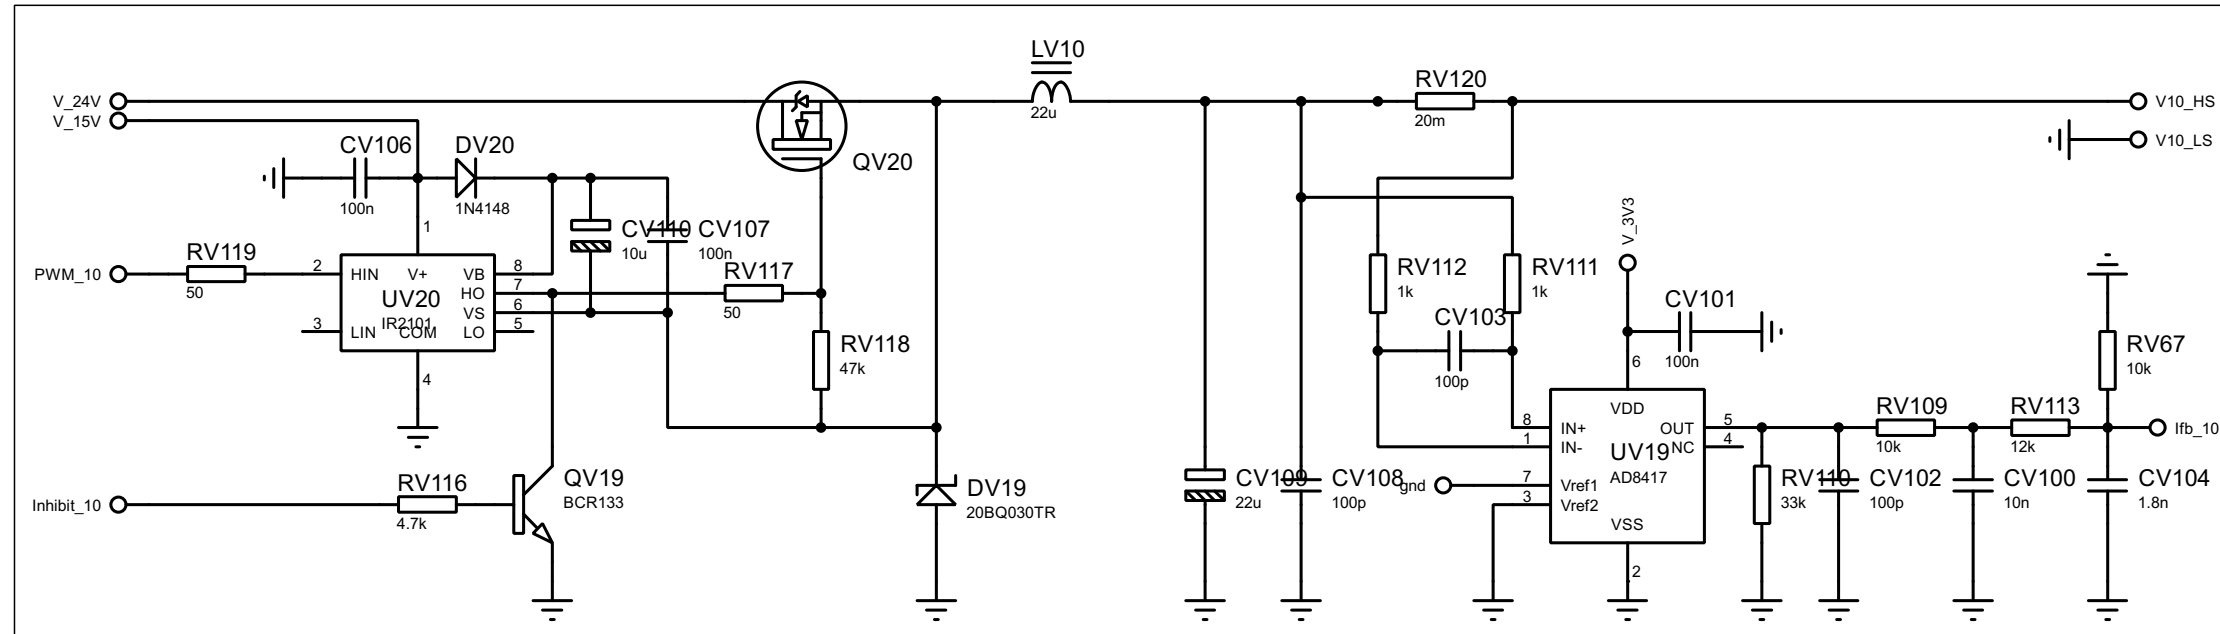 LV10
22u
RV120
20m
V_24V
V_15V
V10_HS
V10_LS
CV106
100n
DV20
1N4148
QV20
1
CV110
10u
CV107
100n
V_3V3
PWM_10
RV119
50
2
HIN
V+
VB
8
UV20
IR2101
HO
7
VS
6
3
LIN
COM
LO
5
4
RV117
50
RV118
47k
RV112
1k
RV111
1k
CV103
100p
CV101
100n
6
RV67
10k
VDD
8
IN+
OUT
5
1
IN-
UV19
NC
4
AD8417
gnd
7
Vref1
3
Vref2
VSS
2
RV109
10k
RV113
12k
Ifb_10
Inhibit_10
RV116
4.7k
QV19
BCR133
DV19
20BQ030TR
CV109
22u
CV108
100p
RV110
33k
CV102
100p
CV100
10n
CV104
1.8n